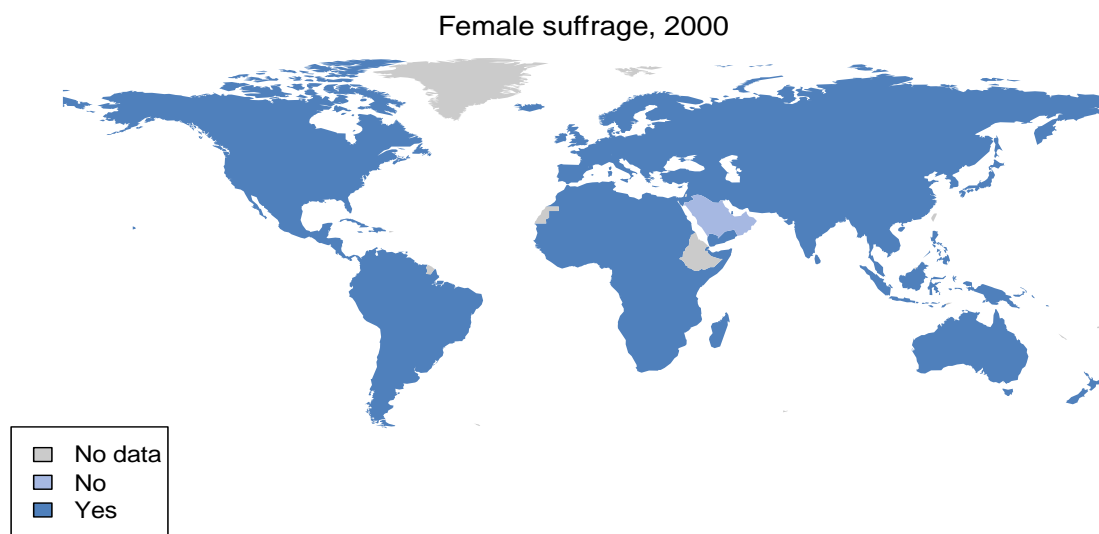 Female suffrage, 2000
No data
No
Yes